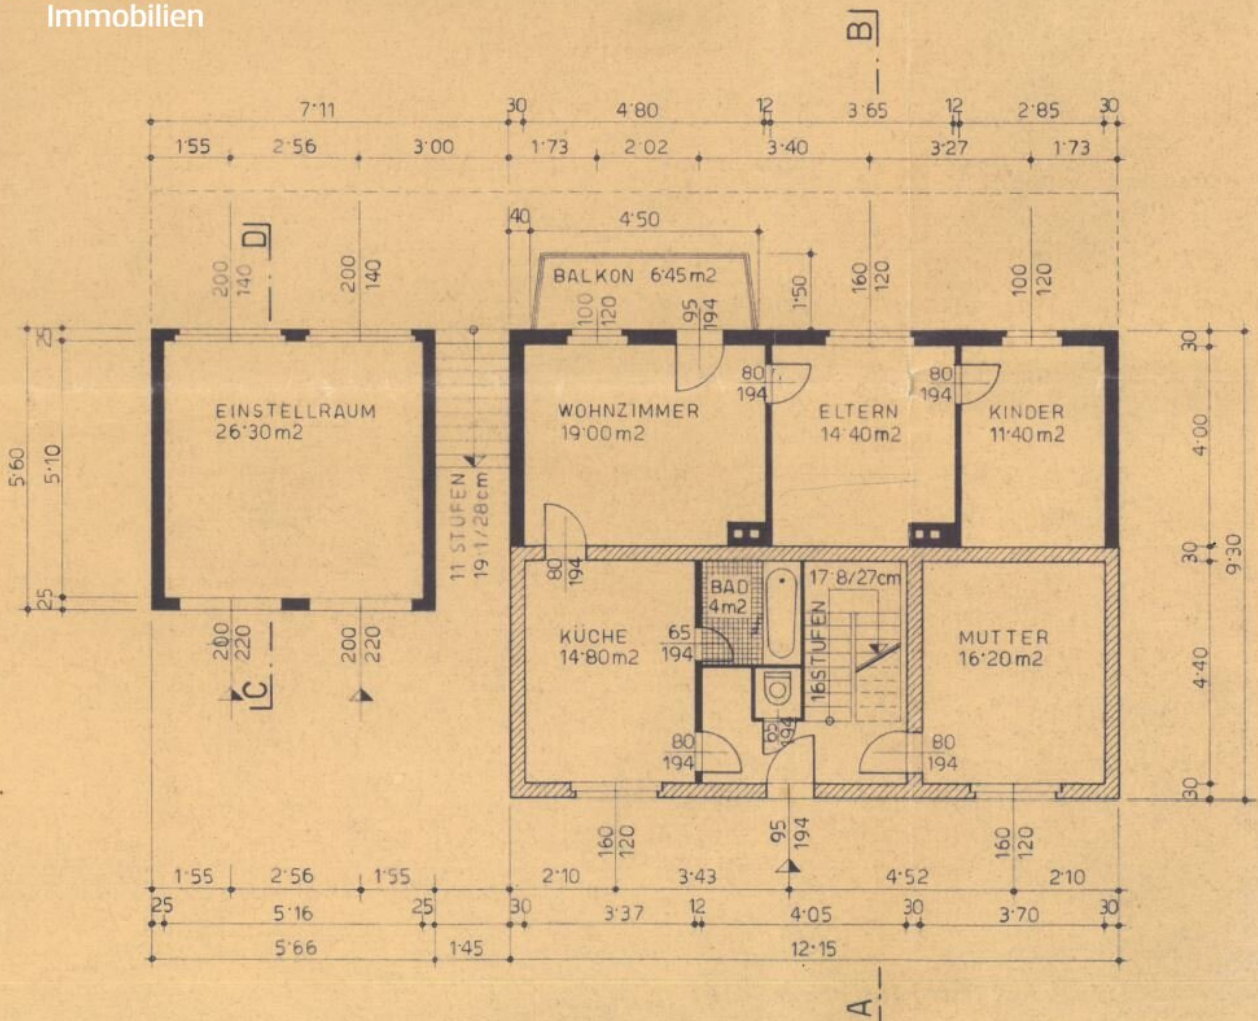 Immobilien
B
7·11 30 4·80 12 3·65 12 2·85 30
1·55 2·56 3·00 1·73 2·02 3·40 3·27 1·73
40 4·50
D
200
140
200
140
BALKON 6·45m2
1·50
160
120
100
120
100
120
95
194
25
5·10
25
5·60
EINSTELLRAUM
26·30m2
11 STUFEN
19·1/28cm
WOHNZIMMER
19·00m2
80
194
ELTERN
14·40m2
80
194
KINDER
11·40m2
30
4·00
30
4·40
30
9·30
80
194
KÜCHE
14·80m2
65
194
BAD
4m2
17·8/27cm
16STUFEN
MUTTER
16·20m2
80
194
65
194
80
194
200
220
200
220
C
160
120
95
194
160
120
1·55 2·56 1·55 2·10 3·43 4·52 2·10
25 5·16 25 30 3·37 12 4·05 30 3·70 30
5·66 1·45 12·15
A